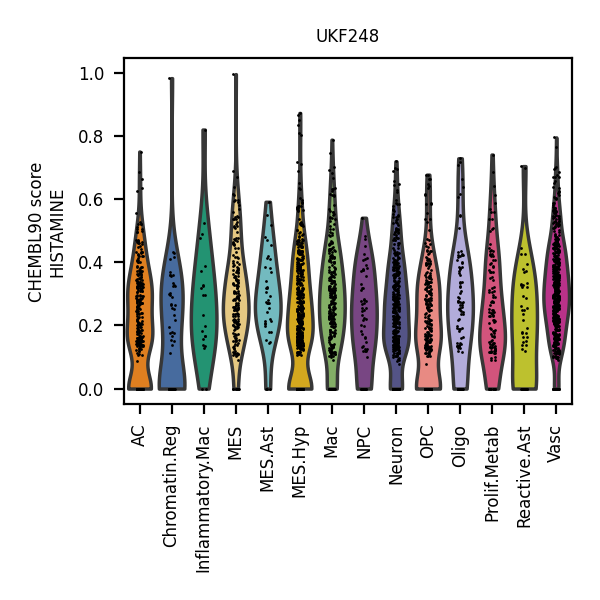 UKF248
CHEMBL90 score
HISTAMINE
1.0
0.8
0.6
0.4
0.2
0.0
AC
Chromatin.Reg
Inflammatory.Mac
MES
MES.Ast
MES.Hyp
Mac
NPC
Neuron
OPC
Oligo
Prolif.Metab
Reactive.Ast
Vasc